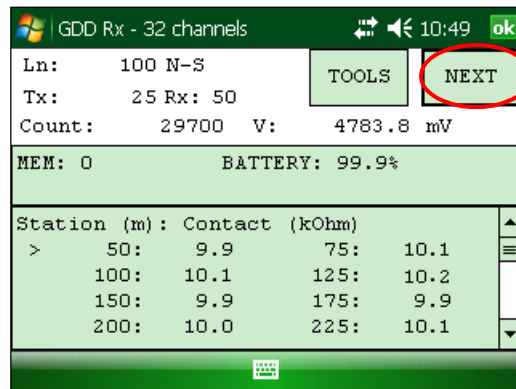 GDD Rx - 32 channels 10:49 ok
Ln: 100 N-S
TOOLS NEXT
Tx: 25 Rx: 50
Count: 29700 V: 4783.8 mV
MEM: 0 BATTERY: 99.9%
Station (m): Contact (kOhm)
> 50: 9.9 75: 10.1
100: 10.1 125: 10.2
150: 9.9 175: 9.9
200: 10.0 225: 10.1